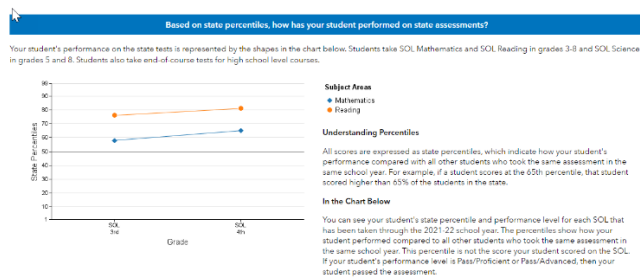 Based on state percentiles, how has your student performed on state assessments?
Your student's performance on the state tests is represented by the shapes in the chart below. Students take SOL Mathematics and SOL Reading in grades 3-8 and SOL Science
in grades 5 and 8. Students also take end-of-course tests for high school level courses.
99
90
80
70
60
50
40
30
20
10
1
State Percentiles
SOL
3rd
SOL
4th
Grade
Subject Areas
Mathematics
Reading
Understanding Percentiles
All scores are expressed as state percentiles, which indicate how your student's
performance compared with all other students who took the same assessment in the
same school year. For example, if a student scores at the 65th percentile, that student
scored higher than 65% of the students in the state.
In the Chart Below
You can see your student's state percentile and performance level for each SOL that
has been taken through the 2021-22 school year. The percentiles show how your
student performed compared to all other students who took the same assessment in
the same school year. This percentile is not the score your student scored on the SOL.
If your student's performance level is Pass/Proficient or Pass/Advanced, then your
student passed the assessment.